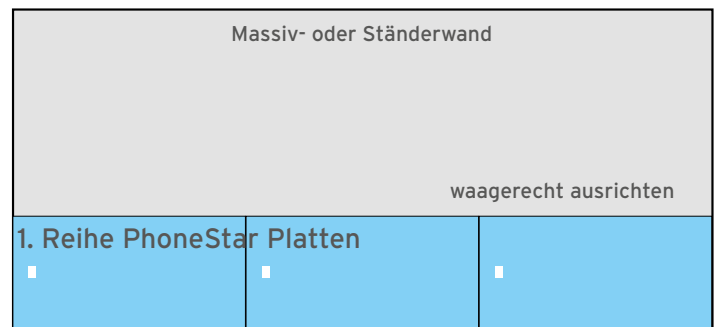 Massiv- oder Ständerwand
waagerecht ausrichten
1. Reihe PhoneStar Platten